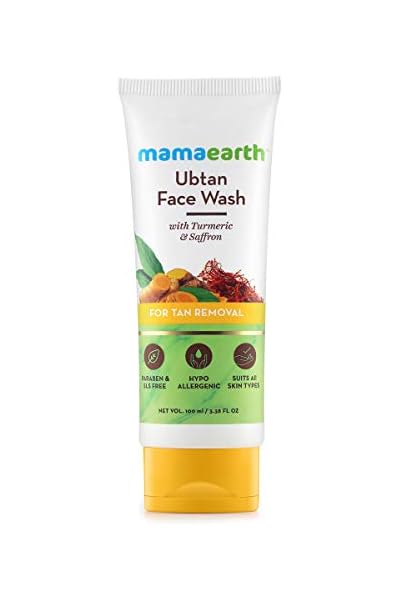 mamaearth™
Ubtan
Face Wash
with Turmeric
& Saffron
FOR TAN REMOVAL
PARABEN &
SLS FREE
HYPO
ALLERGENIC
SUITS All
SKIN TYPES
NET VOL. 100 ml / 3.38 FL OZ